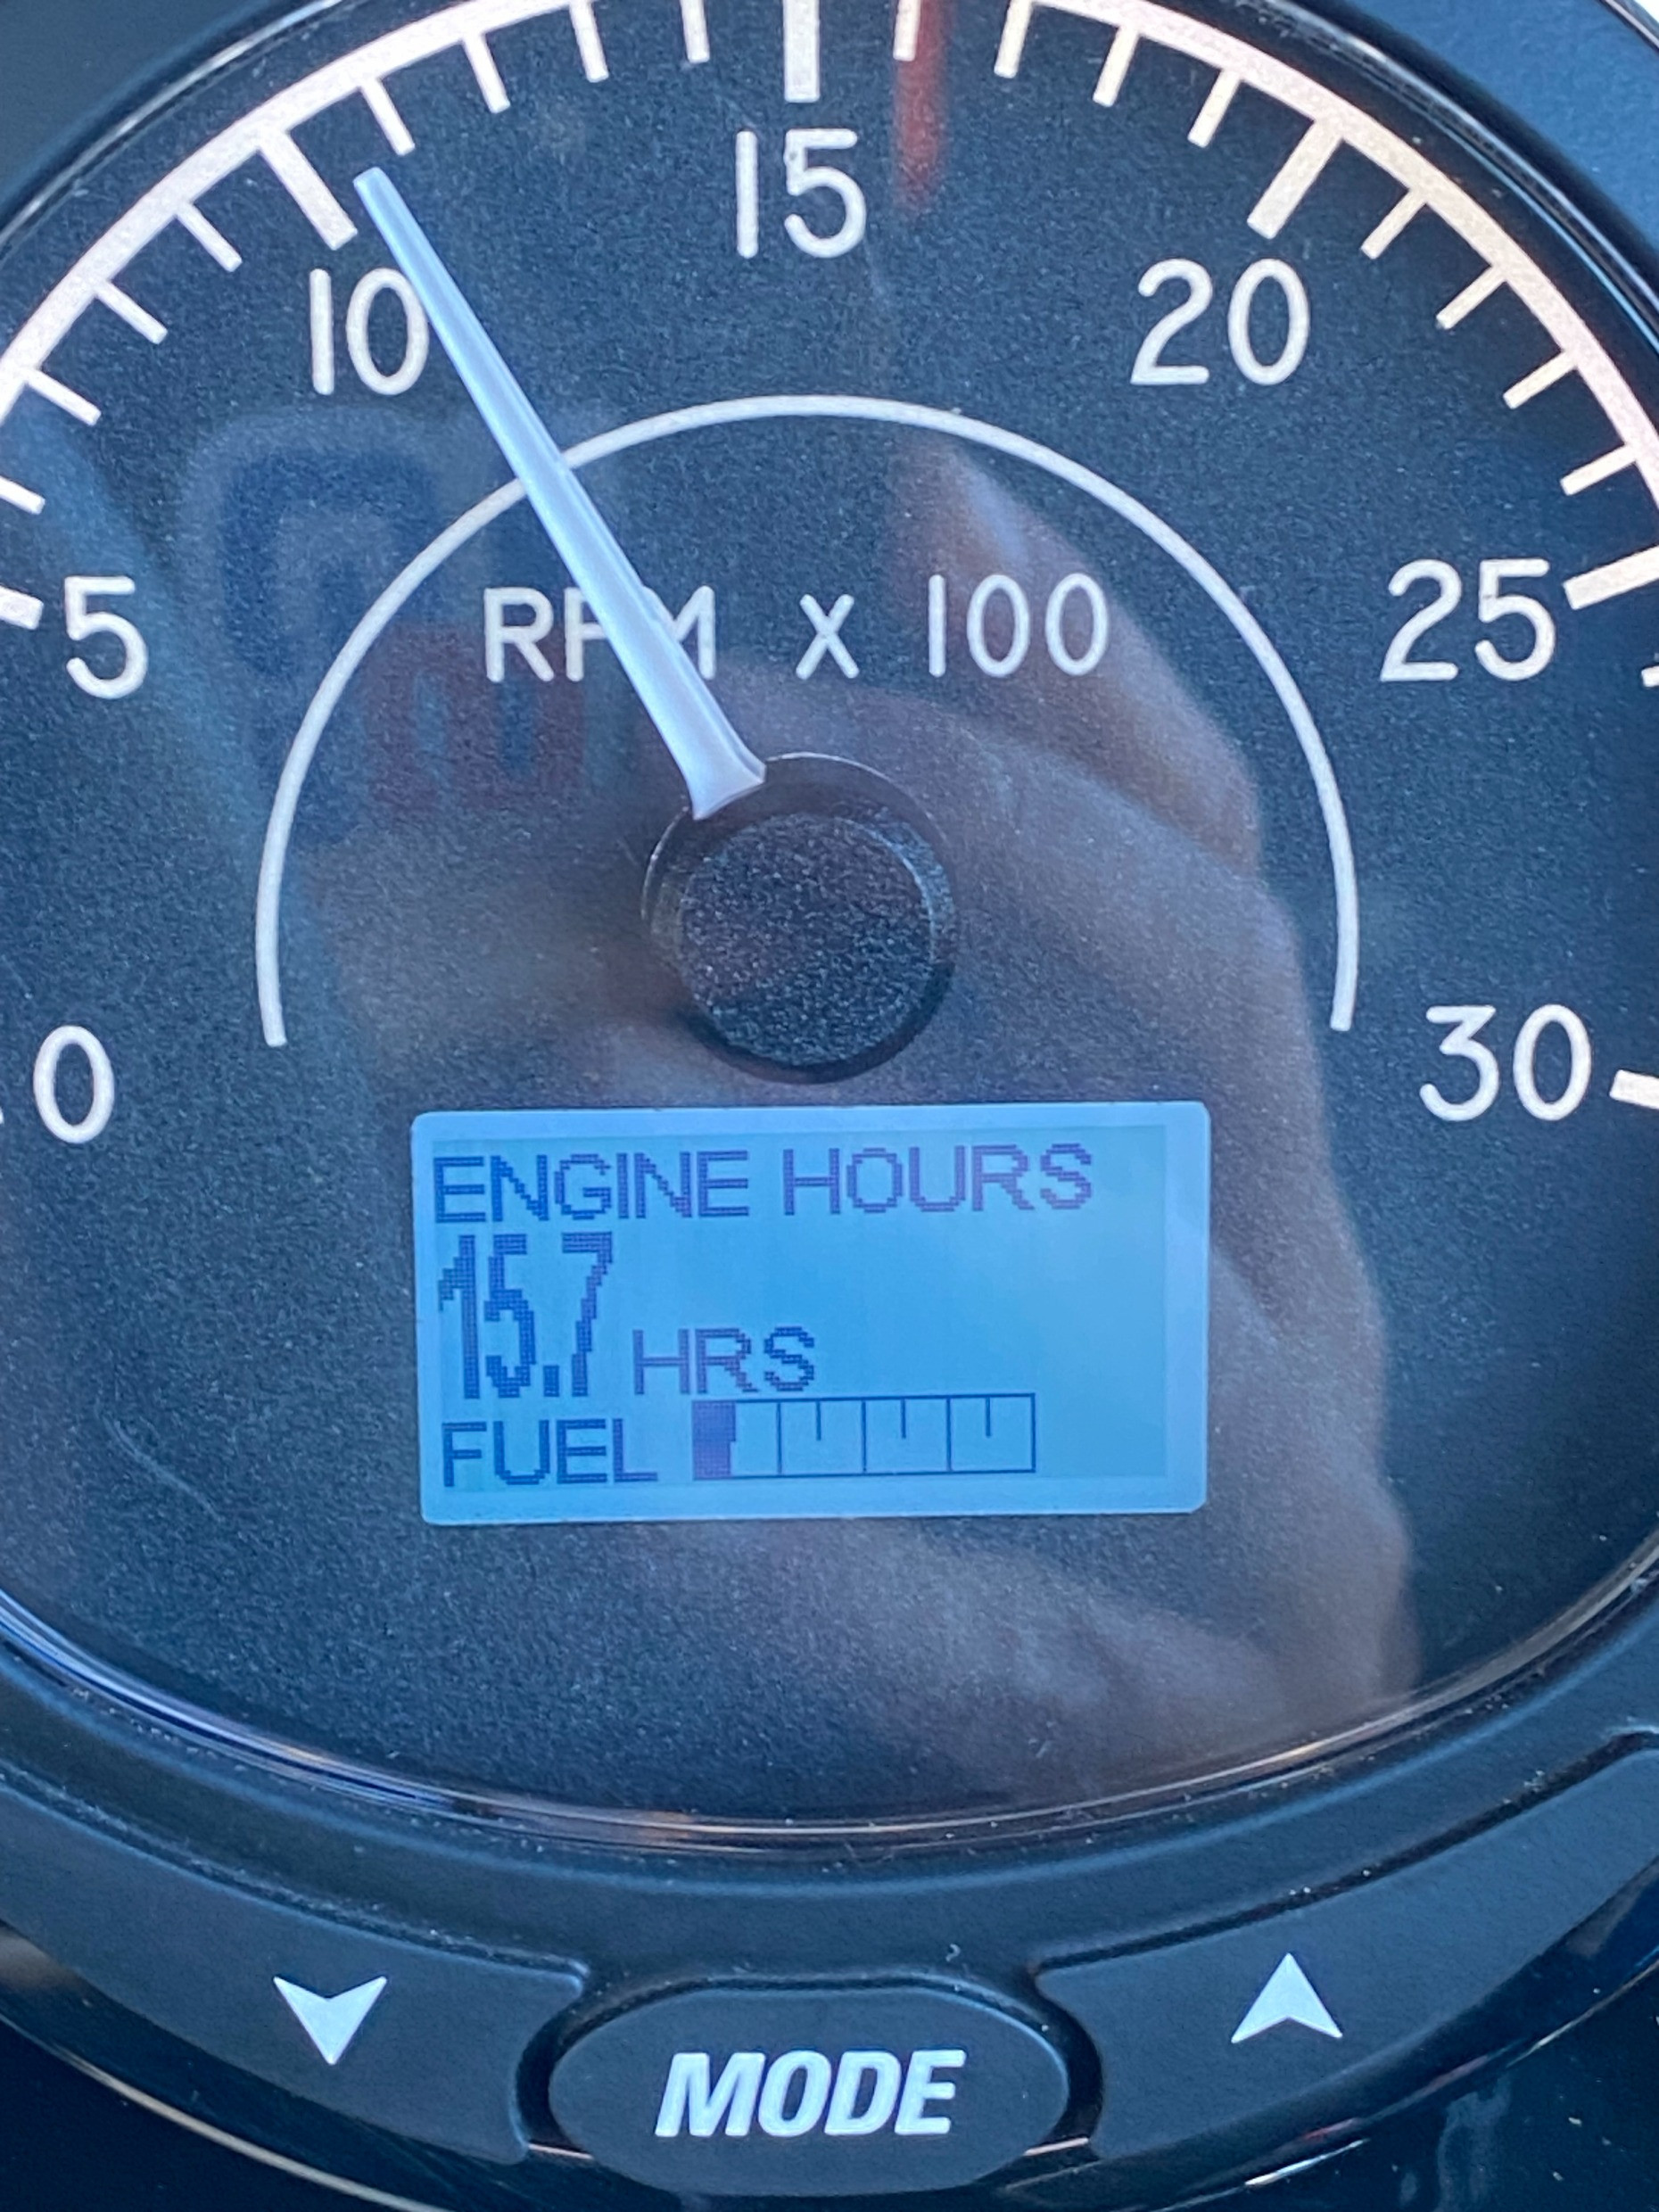 15
10 20
5 25
RPM X 100
0 30
ENGINE HOURS
15.7 HRS
FUEL
MODE